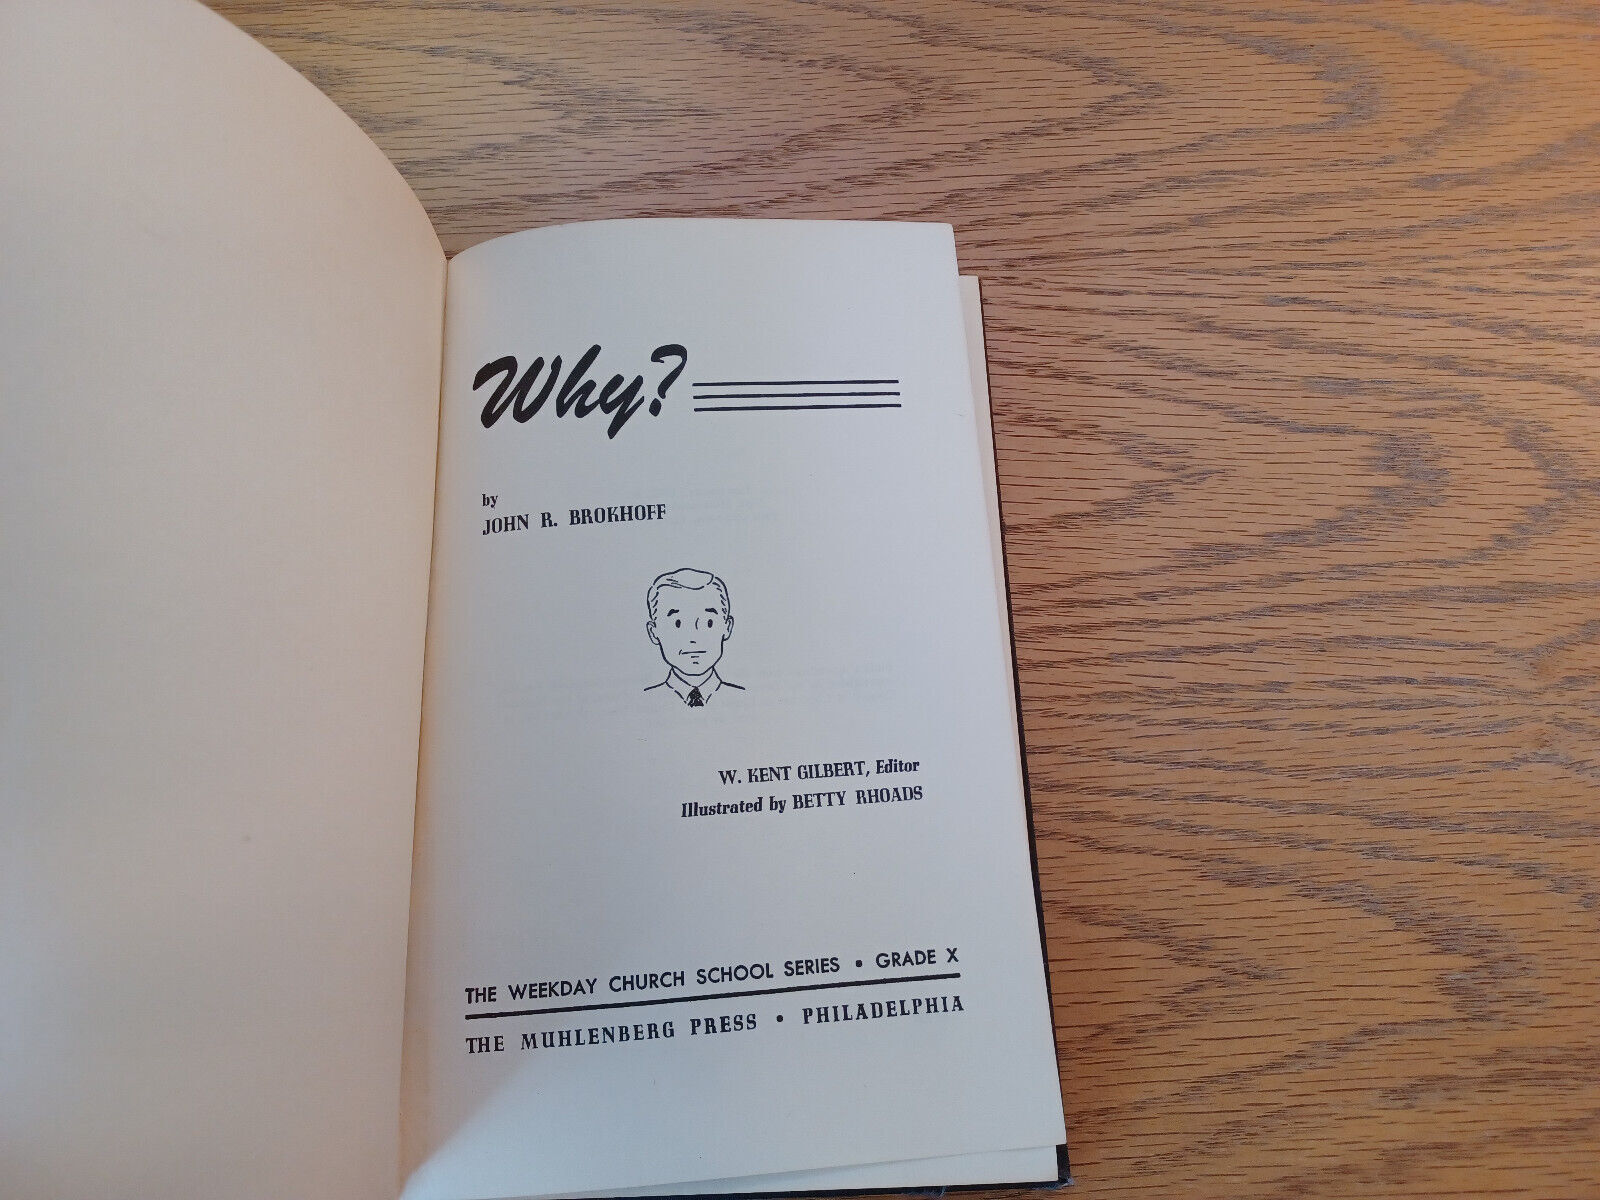 Why?
by
JOHN R. BROKHOFF
W. KENT GILBERT, Editor
Illustrated by BETTY RHOADS
THE WEEKDAY CHURCH SCHOOL SERIES • GRADE X
THE MUHLENBERG PRESS • PHILADELPHIA